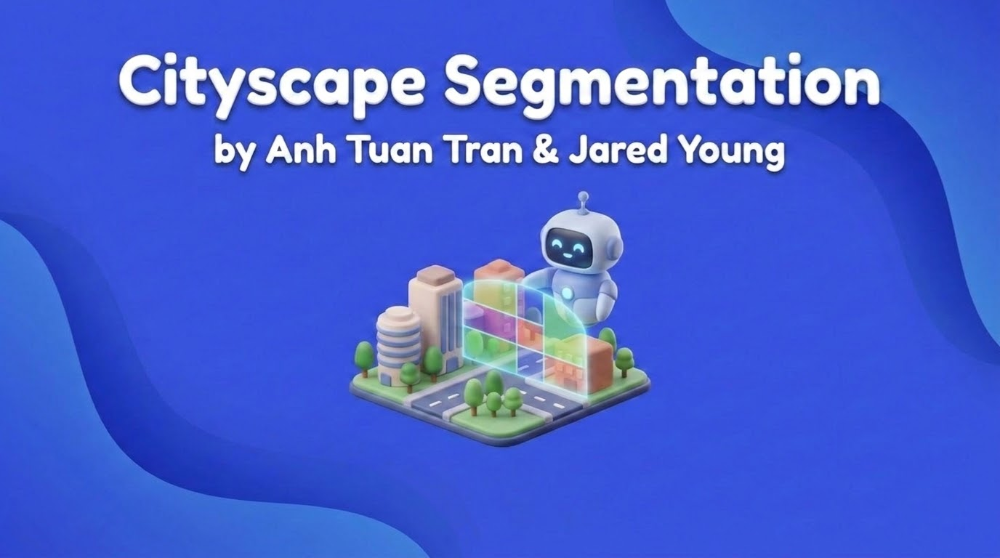 Cityscape Segmentation
by Anh Tuan Tran & Jared Young